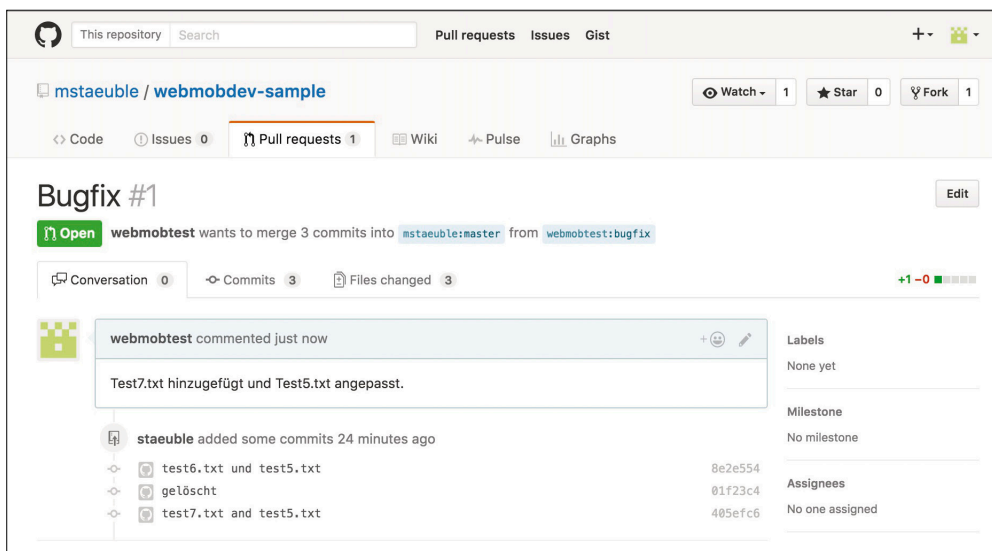 This repository Search Pull requests Issues Gist
mstaeuble / webmobdev-sample Watch 1 Star 0 Fork 1
Code Issues 0 Pull requests 1 Wiki Pulse Graphs
Bugfix #1 Edit
Open webmobtest wants to merge 3 commits into mstaeuble:master from webmobtest:bugfix
Conversation 0 Commits 3 Files changed 3 +1 −0
webmobtest commented just now
Test7.txt hinzugefügt und Test5.txt angepasst.
staeuble added some commits 24 minutes ago
test6.txt und test5.txt 8e2e554
gelöscht 01f23c4
test7.txt and test5.txt 405efc6
Labels
None yet
Milestone
No milestone
Assignees
No one assigned